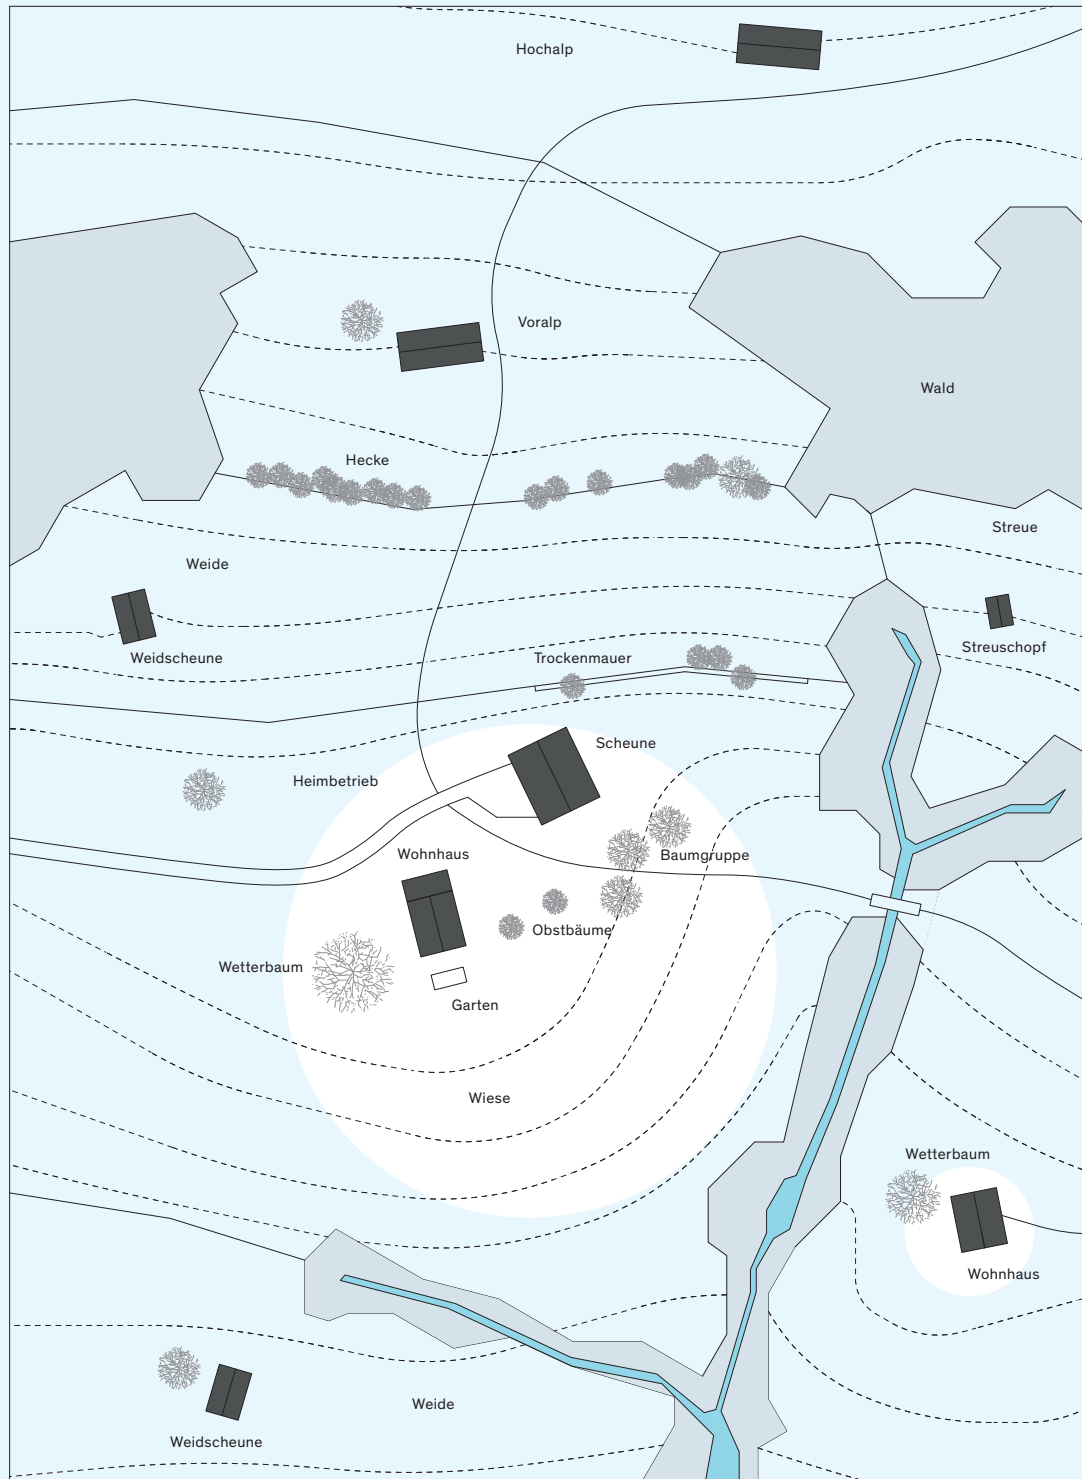 Hochalp
Voralp
Wald
Hecke
Streue
Weide
Streuschopf
Weidscheune
Trockenmauer
Scheune
Heimbetrieb
Wohnhaus
Baumgruppe
Obstbäume
Wetterbaum
Garten
Wiese
Wetterbaum
Wohnhaus
Weide
Weidscheune